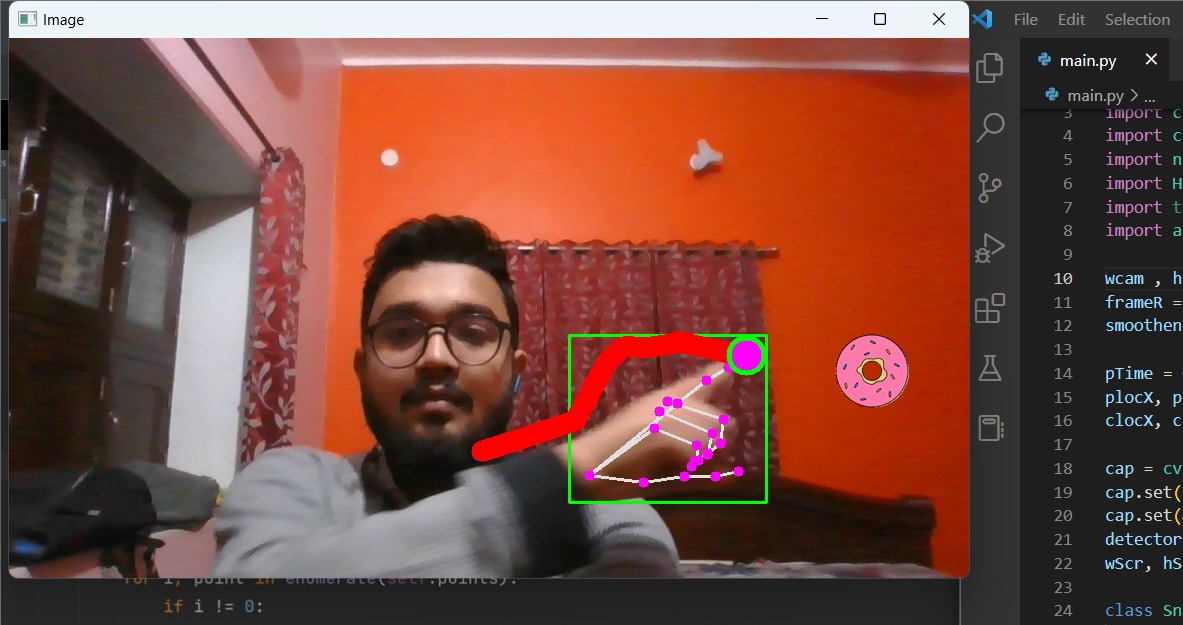 Image
File Edit Selection
main.py
main.py > ...
3 import c
4 import c
5 import n
6 import H
7 import t
8 import a
9
10 wcam , h
11 frameR =
12 smoothen
13
14 pTime =
15 plocX, p
16 clocX, c
17
18 cap = cv
19 cap.set(
20 cap.set(
21 detector
22 wScr, hS
23
24 class Sn
for i, point in enumerate(self.points):
if i != 0: